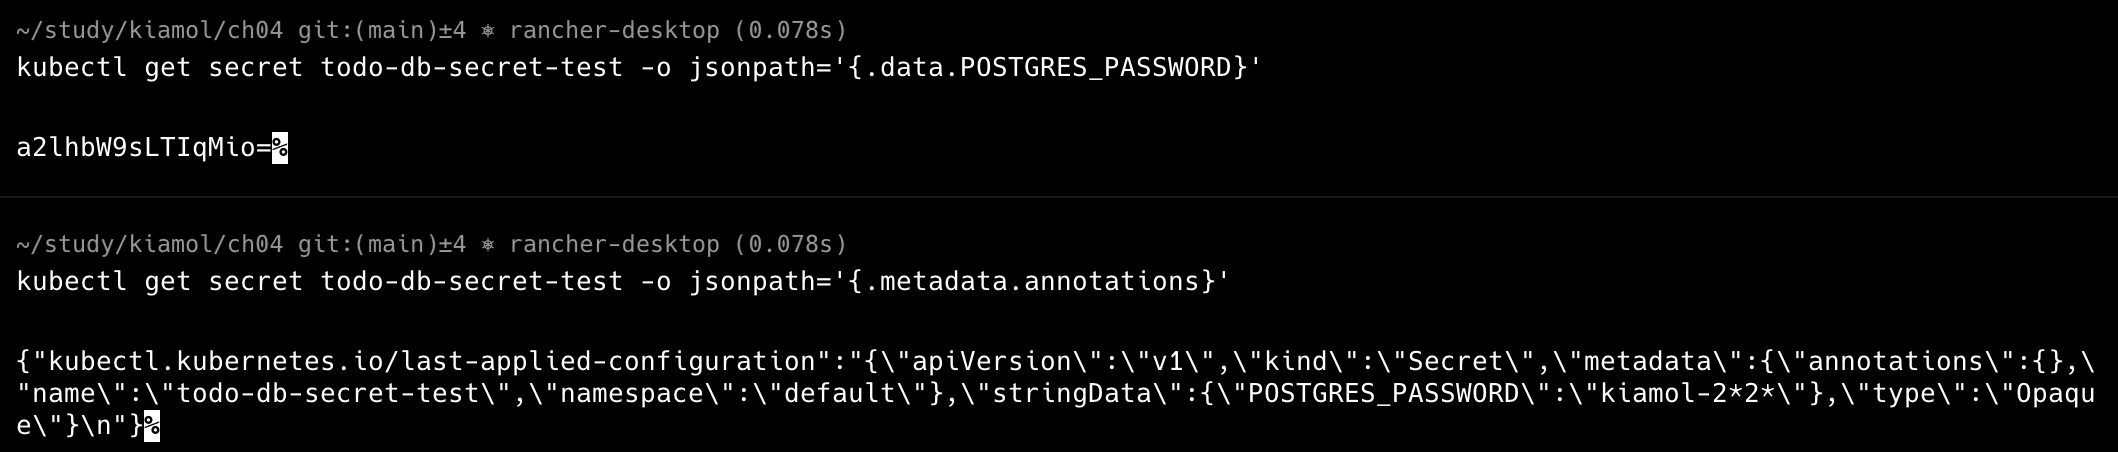 ~/study/kiamol/ch04 git:(main)±4 ⎈ rancher-desktop (0.078s)
kubectl get secret todo-db-secret-test -o jsonpath='{.data.POSTGRES_PASSWORD}'
a2lhbW9sLTIqMio=%
~/study/kiamol/ch04 git:(main)±4 ⎈ rancher-desktop (0.078s)
kubectl get secret todo-db-secret-test -o jsonpath='{.metadata.annotations}'
{"kubectl.kubernetes.io/last-applied-configuration":"{\"apiVersion\":\"v1\",\"kind\":\"Secret\",\"metadata\":{\"annotations\":{},\
"name\":\"todo-db-secret-test\",\"namespace\":\"default\"},\"stringData\":{\"POSTGRES_PASSWORD\":\"kiamol-2*2*\"},\"type\":\"Opaqu
e\"}\n"}%